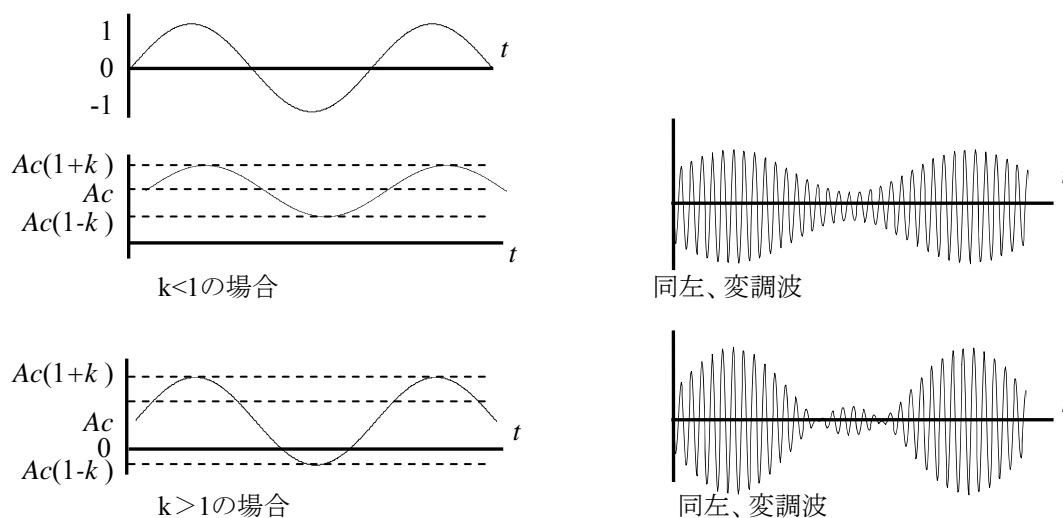 1
t
0
-1
Ac(1+k)
Ac
Ac(1-k)
t
k<1の場合
同左、変調波
Ac(1+k)
Ac
t
0
Ac(1-k)
k＞1の場合
同左、変調波